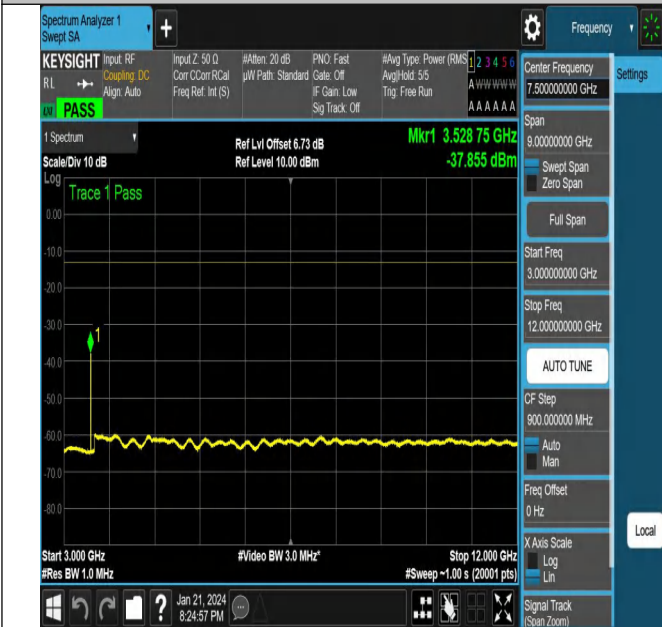 Spectrum Analyzer 1
Swept SA
+
Frequency
KEYSIGHT
RL
PASS
Input: RF
Coupling: DC
Align: Auto
Input Z: 50 Ω
Corr CCorr RCal
Freq Ref: Int (S)
#Atten: 20 dB
µW Path: Standard
PNO: Fast
Gate: Off
IF Gain: Low
Sig Track: Off
#Avg Type: Power (RMS
Avg|Hold: 5/5
Trig: Free Run
1 2 3 4 5 6
A W W W W W
A A A A A A
1 Spectrum
Scale/Div 10 dB
Log
Ref Lvl Offset 6.73 dB
Ref Level 10.00 dBm
Mkr1 3.528 75 GHz
-37.855 dBm
Trace 1 Pass
0.00
-10.0
-20.0
-30.0
1
-40.0
-50.0
-60.0
-70.0
-80.0
Start 3.000 GHz
#Res BW 1.0 MHz
#Video BW 3.0 MHz*
Stop 12.000 GHz
#Sweep ~1.00 s (20001 pts)
Jan 21, 2024
8:24:57 PM
Center Frequency
7.500000000 GHz
Span
9.00000000 GHz
Swept Span
Zero Span
Full Span
Start Freq
3.000000000 GHz
Stop Freq
12.000000000 GHz
AUTO TUNE
CF Step
900.000000 MHz
Auto
Man
Freq Offset
0 Hz
X Axis Scale
Log
Lin
Signal Track
(Span Zoom)
Settings
Local